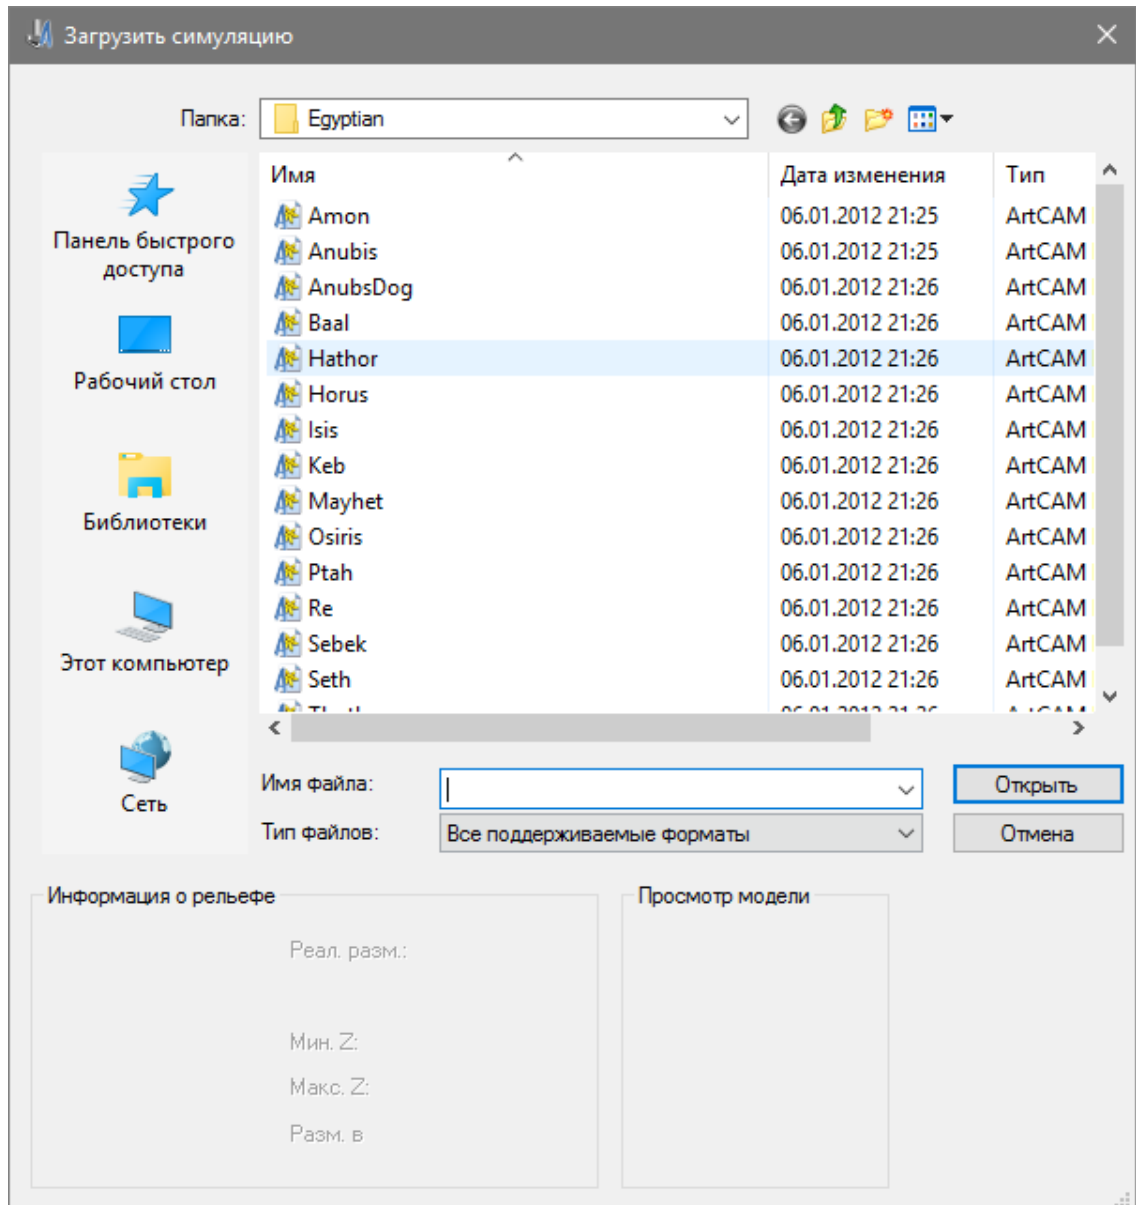 Загрузить симуляцию
Папка: Egyptian
Имя Дата изменения Тип
Amon 06.01.2012 21:25 ArtCAM
Anubis 06.01.2012 21:25 ArtCAM
AnubsDog 06.01.2012 21:26 ArtCAM
Baal 06.01.2012 21:26 ArtCAM
Hathor 06.01.2012 21:26 ArtCAM
Horus 06.01.2012 21:26 ArtCAM
Isis 06.01.2012 21:26 ArtCAM
Keb 06.01.2012 21:26 ArtCAM
Mayhet 06.01.2012 21:26 ArtCAM
Osiris 06.01.2012 21:26 ArtCAM
Ptah 06.01.2012 21:26 ArtCAM
Re 06.01.2012 21:26 ArtCAM
Sebek 06.01.2012 21:26 ArtCAM
Seth 06.01.2012 21:26 ArtCAM
Панель быстрого
доступа
Рабочий стол
Библиотеки
Этот компьютер
Сеть
Имя файла:
Открыть
Тип файлов: Все поддерживаемые форматы
Отмена
Информация о рельефе
Реал. разм.:
Мин. Z:
Макс. Z:
Разм. в
Просмотр модели